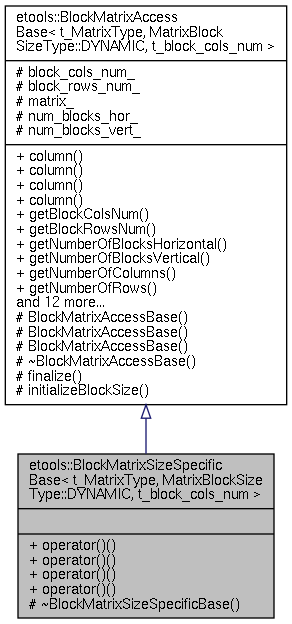 etools::BlockMatrixAccess
Base< t_MatrixType, MatrixBlock
SizeType::DYNAMIC, t_block_cols_num >
# block_cols_num_
# block_rows_num_
# matrix_
# num_blocks_hor_
# num_blocks_vert_
+ column()
+ column()
+ column()
+ column()
+ getBlockColsNum()
+ getBlockRowsNum()
+ getNumberOfBlocksHorizontal()
+ getNumberOfBlocksVertical()
+ getNumberOfColumns()
+ getNumberOfRows()
and 12 more...
# BlockMatrixAccessBase()
# BlockMatrixAccessBase()
# BlockMatrixAccessBase()
# ~BlockMatrixAccessBase()
# finalize()
# initializeBlockSize()
etools::BlockMatrixSizeSpecific
Base< t_MatrixType, MatrixBlockSize
Type::DYNAMIC, t_block_cols_num >
+ operator()()
+ operator()()
+ operator()()
+ operator()()
# ~BlockMatrixSizeSpecificBase()